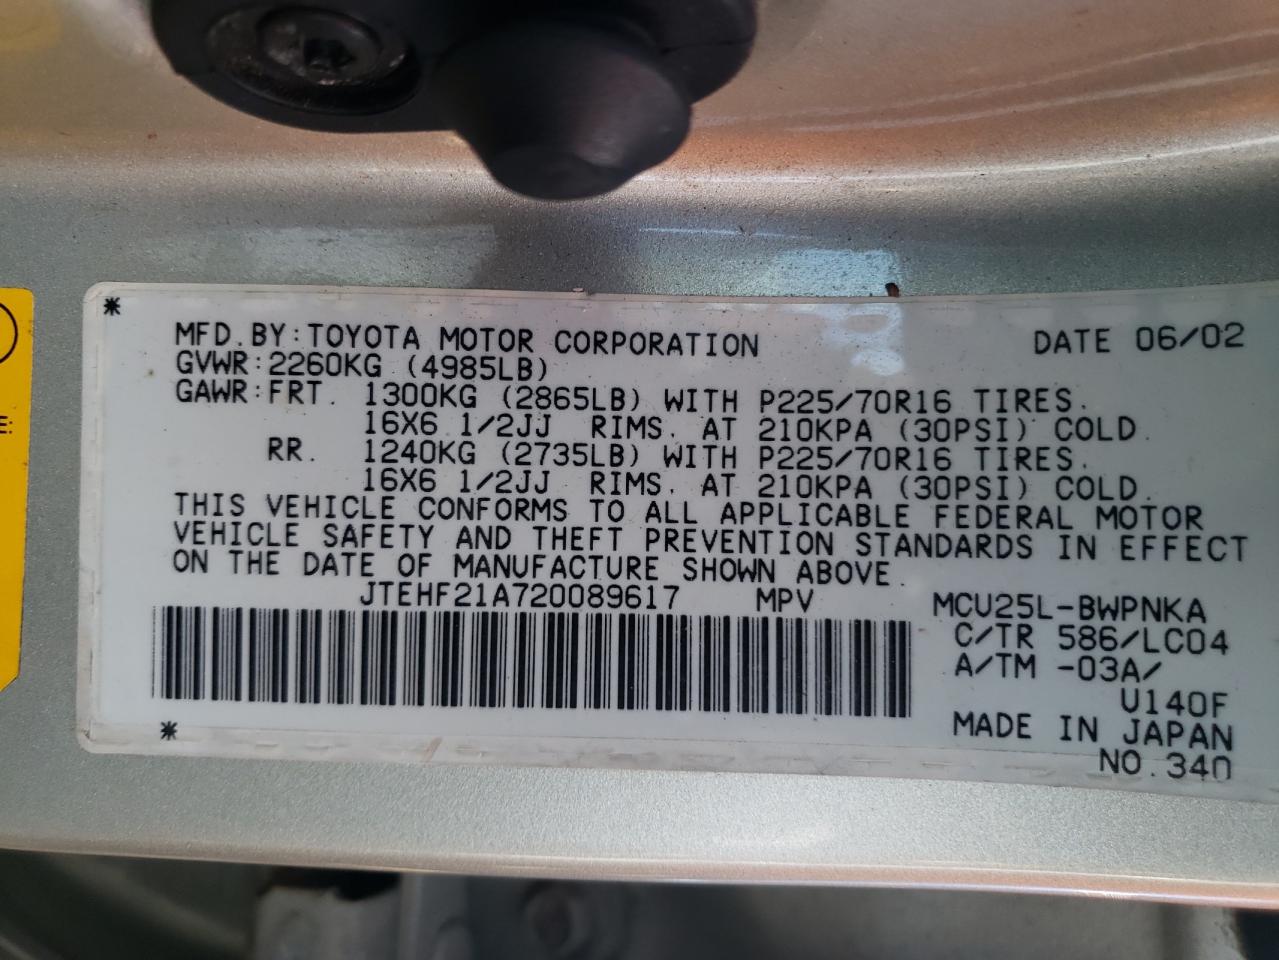 E:
MFD.BY:TOYOTA MOTOR CORPORATION DATE 06/02
GVWR:2260KG (4985LB)
GAWR:FRT. 1300KG (2865LB) WITH P225/70R16 TIRES.
16X6 1/2JJ RIMS. AT 210KPA (30PSI) COLD.
RR. 1240KG (2735LB) WITH P225/70R16 TIRES.
16X6 1/2JJ RIMS. AT 210KPA (30PSI) COLD.
THIS VEHICLE CONFORMS TO ALL APPLICABLE FEDERAL MOTOR
VEHICLE SAFETY AND THEFT PREVENTION STANDARDS IN EFFECT
ON THE DATE OF MANUFACTURE SHOWN ABOVE.
JTEHF21A720089617 MPV MCU25L-BWPNKA
C/TR 586/LC04
A/TM -03A/
U140F
MADE IN JAPAN
NO.340